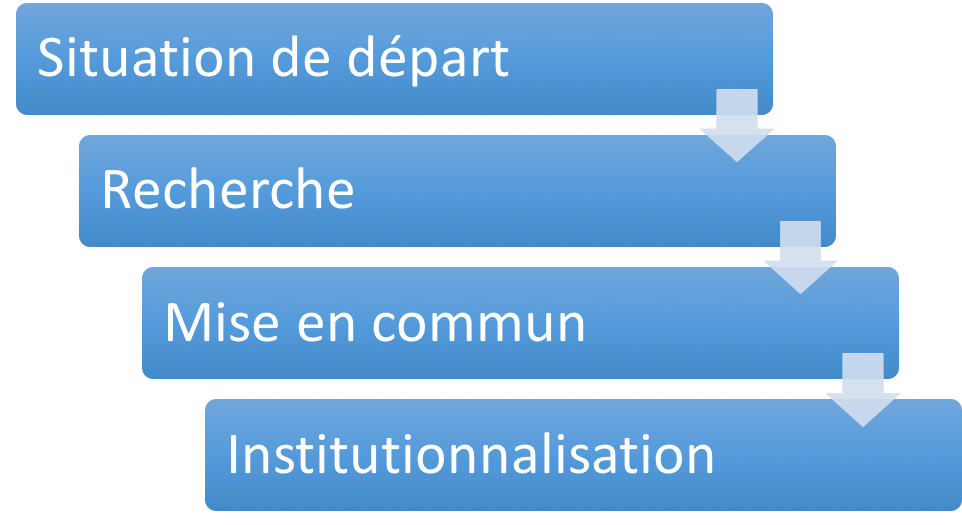 Situation de départ
Recherche
Mise en commun
Institutionnalisation